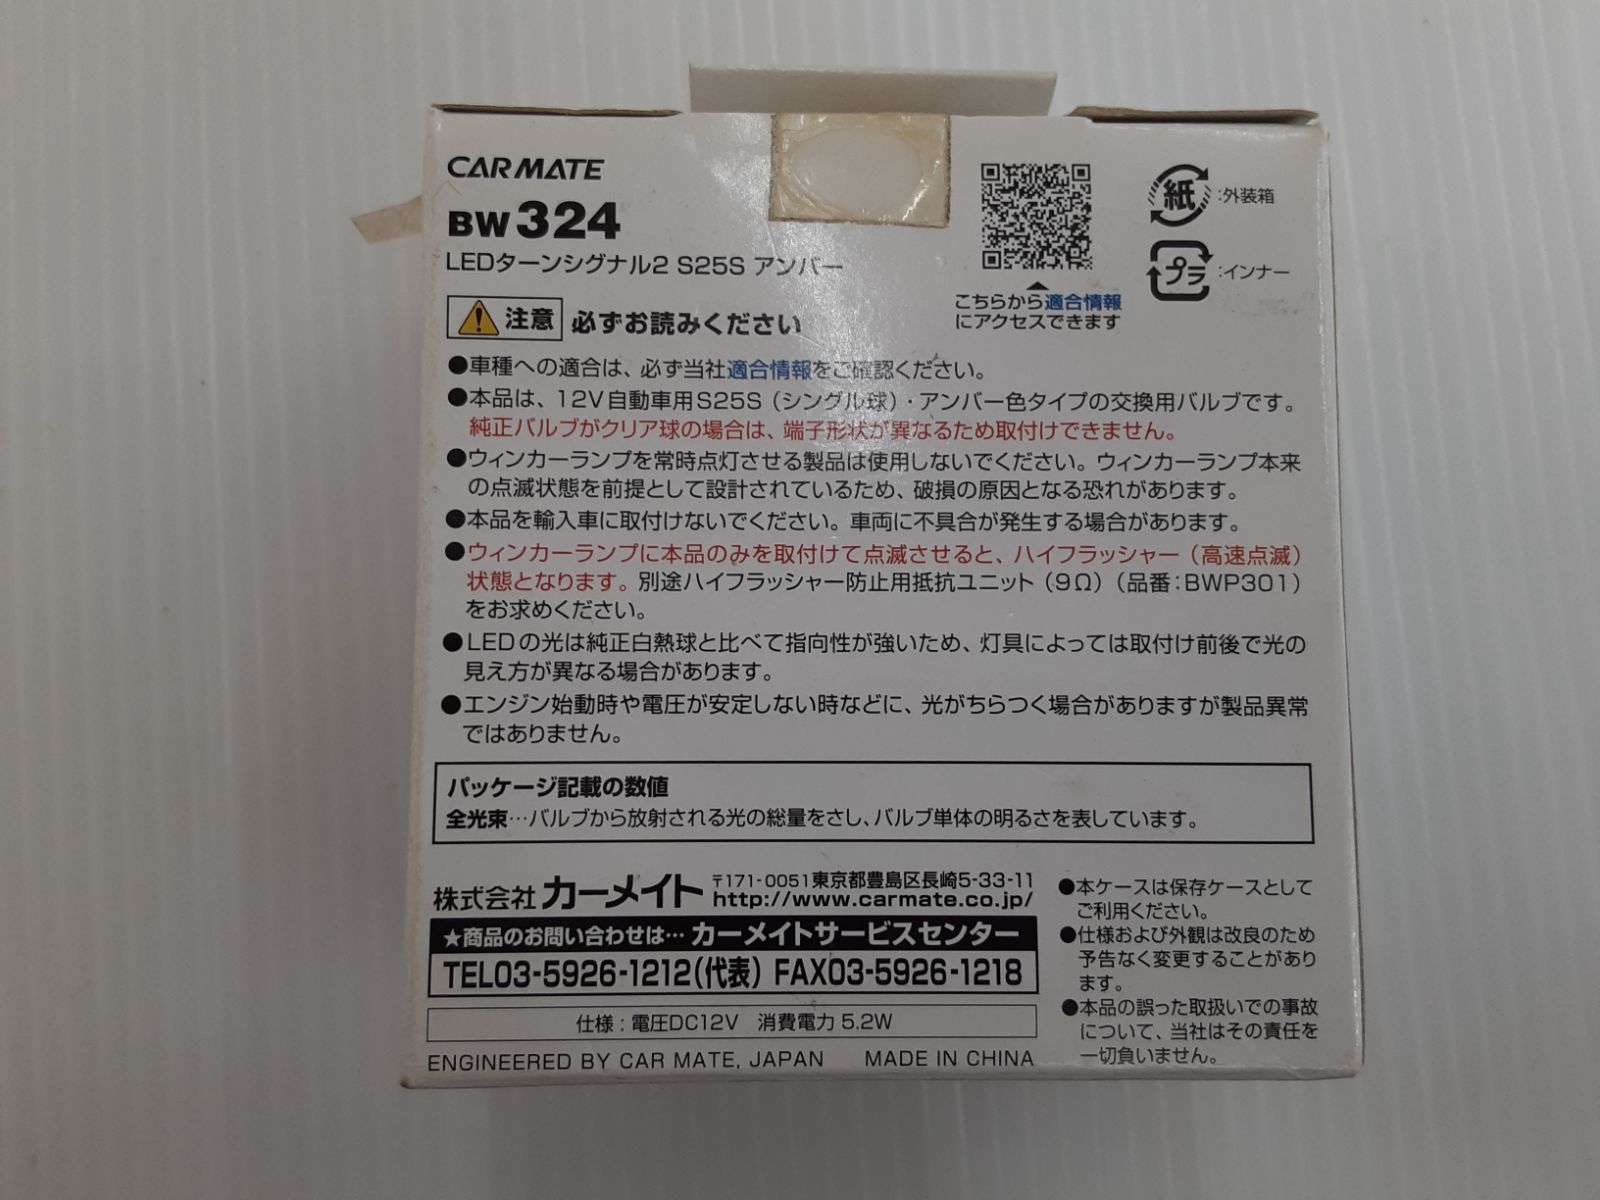 CARMATE
BW 324
LEDターンシグナル2 S25S アンバー
こちらから適合情報
にアクセスできます
紙:外装箱
プラ:インナー
注意 必ずお読みください
●車種への適合は、必ず当社適合情報をご確認ください。
●本品は、12V自動車用S25S(シングル球)・アンバー色タイプの交換用バルブです。
純正バルブがクリア球の場合は、端子形状が異なるため取付けできません。
●ウィンカーランプを常時点灯させる製品は使用しないでください。ウィンカーランプ本来
の点滅状態を前提として設計されているため、破損の原因となる恐れがあります。
●本品を輸入車に取付けないでください。車両に不具合が発生する場合があります。
●ウィンカーランプに本品のみを取付けて点滅させると、ハイフラッシャー(高速点滅)
状態となります。別途ハイフラッシャー防止用抵抗ユニット(9Ω)(品番:BWP301)
をお求めください。
●LEDの光は純正白熱球と比べて指向性が強いため、灯具によっては取付け前後で光の
見え方が異なる場合があります。
●エンジン始動時や電圧が安定しない時などに、光がちらつく場合がありますが製品異常
ではありません。
パッケージ記載の数値
全光束…バルブから放射される光の総量をさし、バルブ単体の明るさを表しています。
株式会社 カーメイト 〒171-0051東京都豊島区長崎5-33-11
http://www.carmate.co.jp/
★商品のお問い合わせは… カーメイトサービスセンター
TEL03-5926-1212(代表) FAX03-5926-1218
仕様:電圧DC12V 消費電力 5.2W
ENGINEERED BY CAR MATE, JAPAN MADE IN CHINA
●本ケースは保存ケースとして
ご利用ください。
●仕様および外観は改良のため
予告なく変更することがあり
ます。
●本品の誤った取扱いでの事故
について、当社はその責任を
一切負いません。